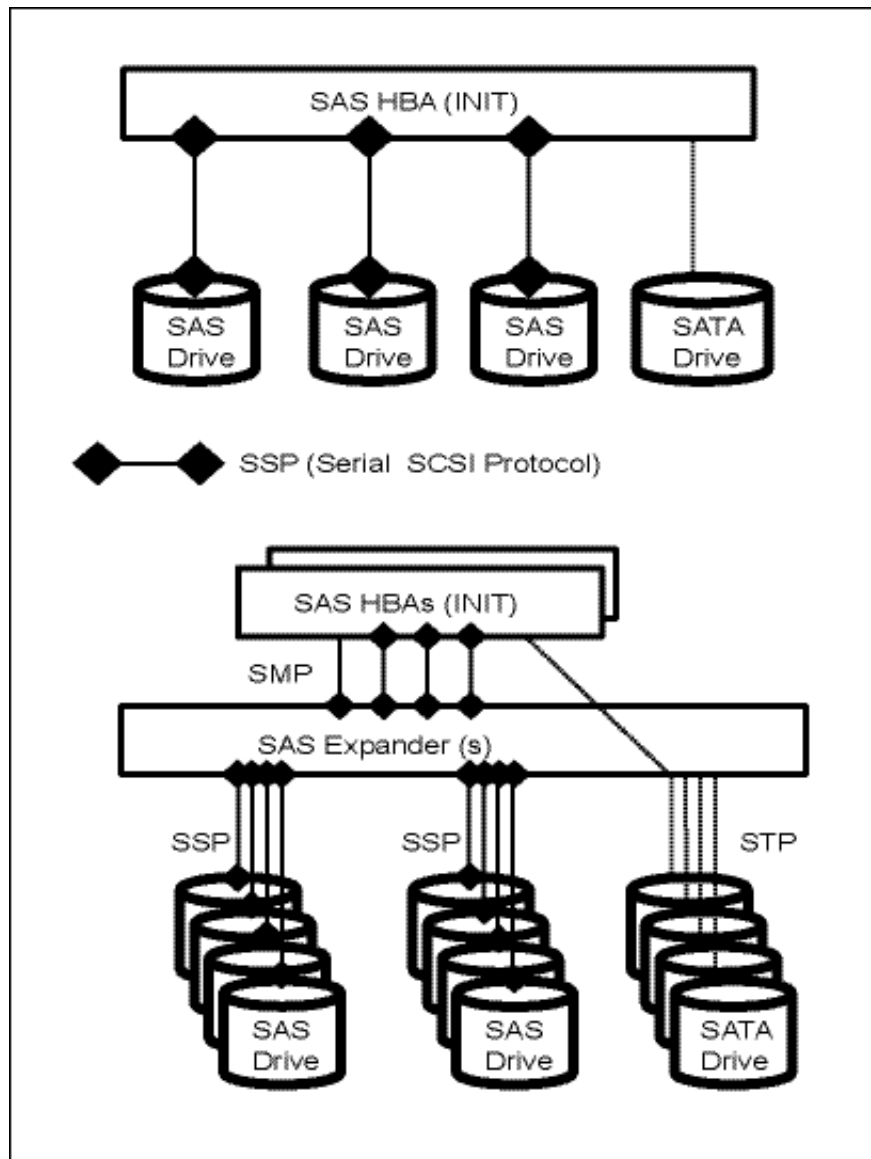 SAS HBA (INIT)
SAS
Drive
SAS
Drive
SAS
Drive
SATA
Drive
SSP (Serial SCSI Protocol)
SAS HBAs (INIT)
SMP
SAS Expander (s)
SSP
SSP
STP
SAS
Drive
SAS
Drive
SATA
Drive